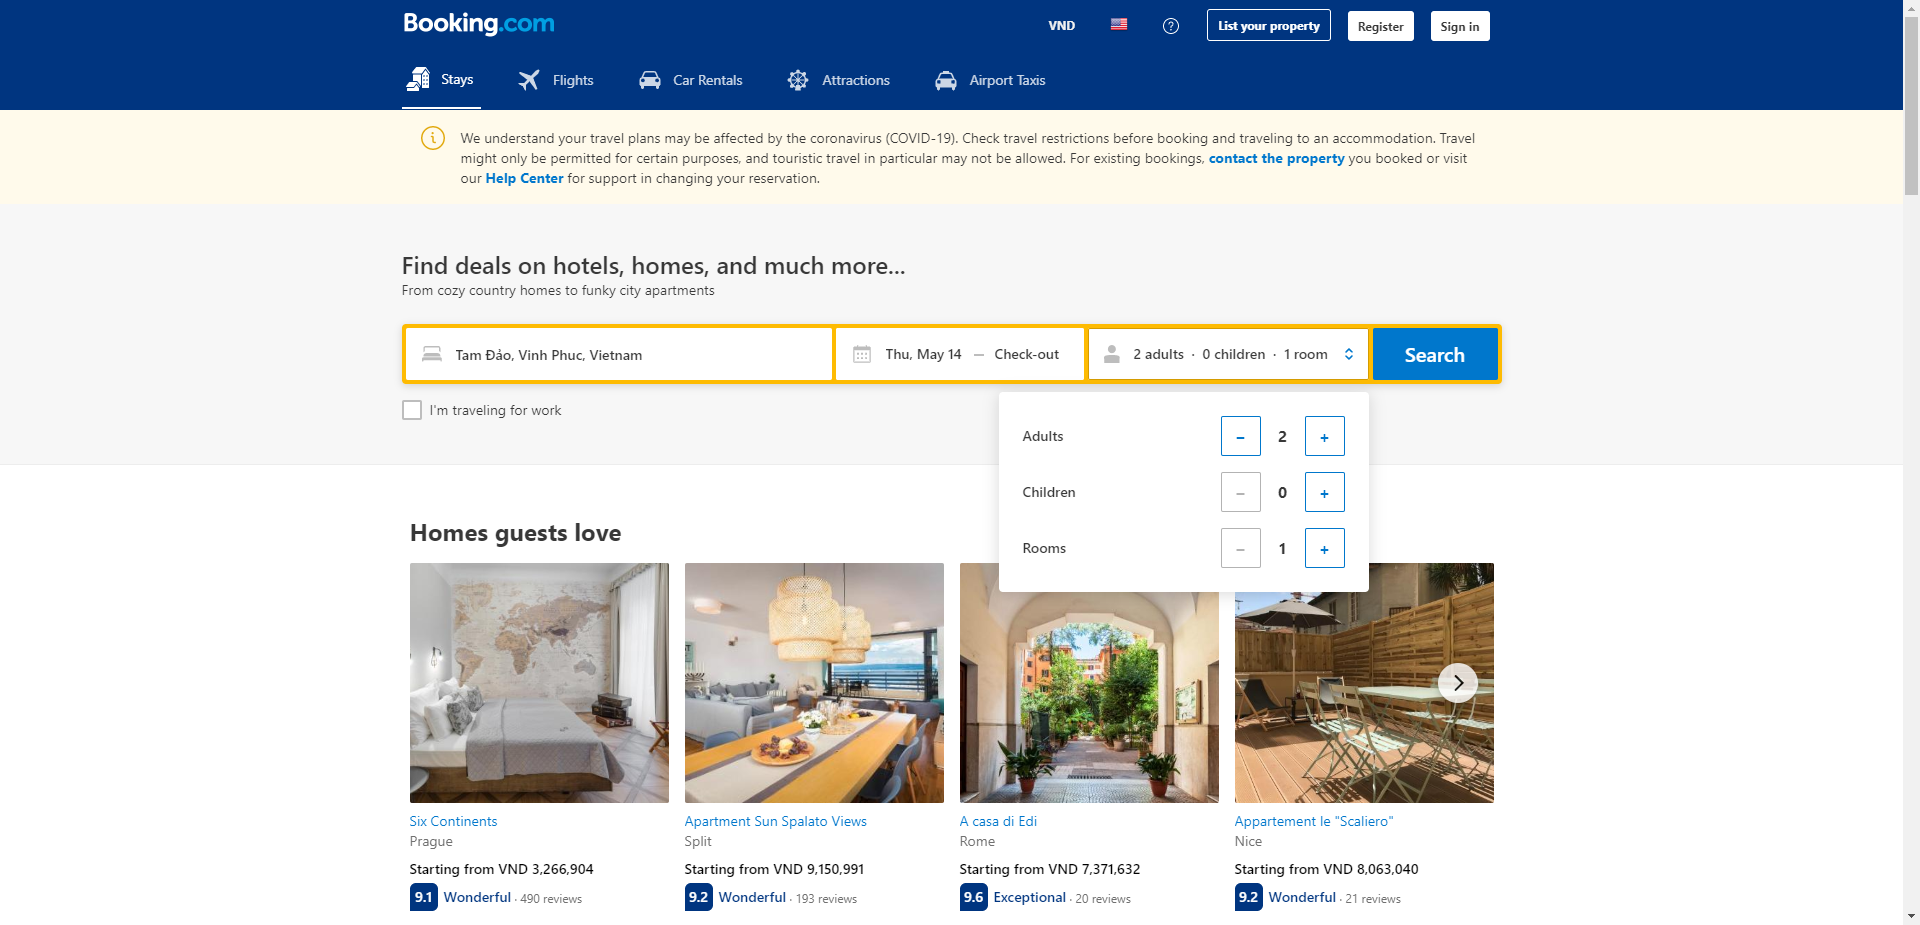 Booking.com
VND
List your property
Register
Sign in
Stays
Flights
Car Rentals
Attractions
Airport Taxis
We understand your travel plans may be affected by the coronavirus (COVID-19). Check travel restrictions before booking and traveling to an accommodation. Travel
might only be permitted for certain purposes, and touristic travel in particular may not be allowed. For existing bookings, contact the property you booked or visit
our Help Center for support in changing your reservation.
Find deals on hotels, homes, and much more...
From cozy country homes to funky city apartments
Tam Đảo, Vinh Phuc, Vietnam
Thu, May 14 — Check-out
2 adults · 0 children · 1 room
Search
I'm traveling for work
Adults − 2 +
Children − 0 +
Rooms − 1 +
Homes guests love
Six Continents
Prague
Starting from VND 3,266,904
9.1 Wonderful · 490 reviews
Apartment Sun Spalato Views
Split
Starting from VND 9,150,991
9.2 Wonderful · 193 reviews
A casa di Edi
Rome
Starting from VND 7,371,632
9.6 Exceptional · 20 reviews
Appartement le "Scaliero"
Nice
Starting from VND 8,063,040
9.2 Wonderful · 21 reviews